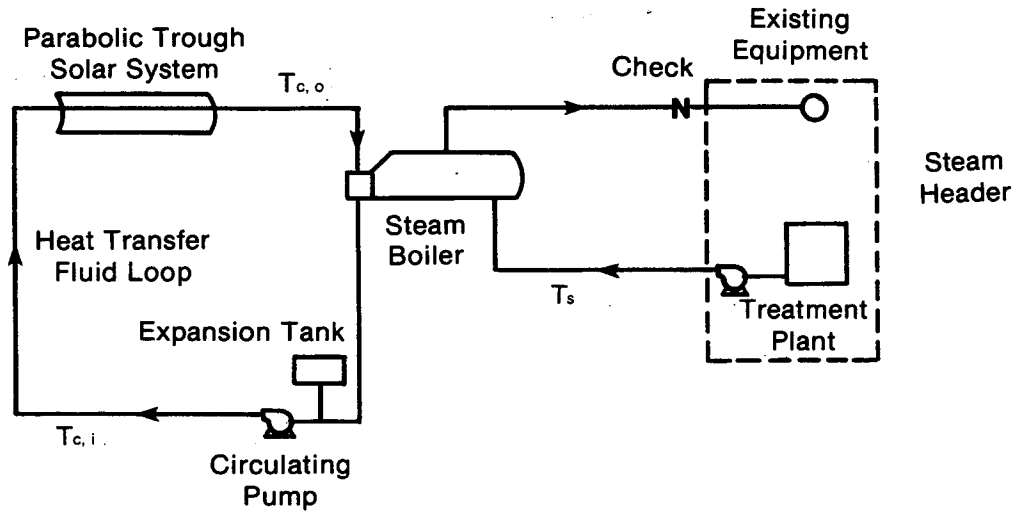 Existing
Equipment
Parabolic Trough
Solar System
Check
Tc, o
Steam
Header
Steam
Boiler
Heat Transfer
Fluid Loop
Ts
Treatment
Plant
Expansion Tank
Tc, i
Circulating
Pump